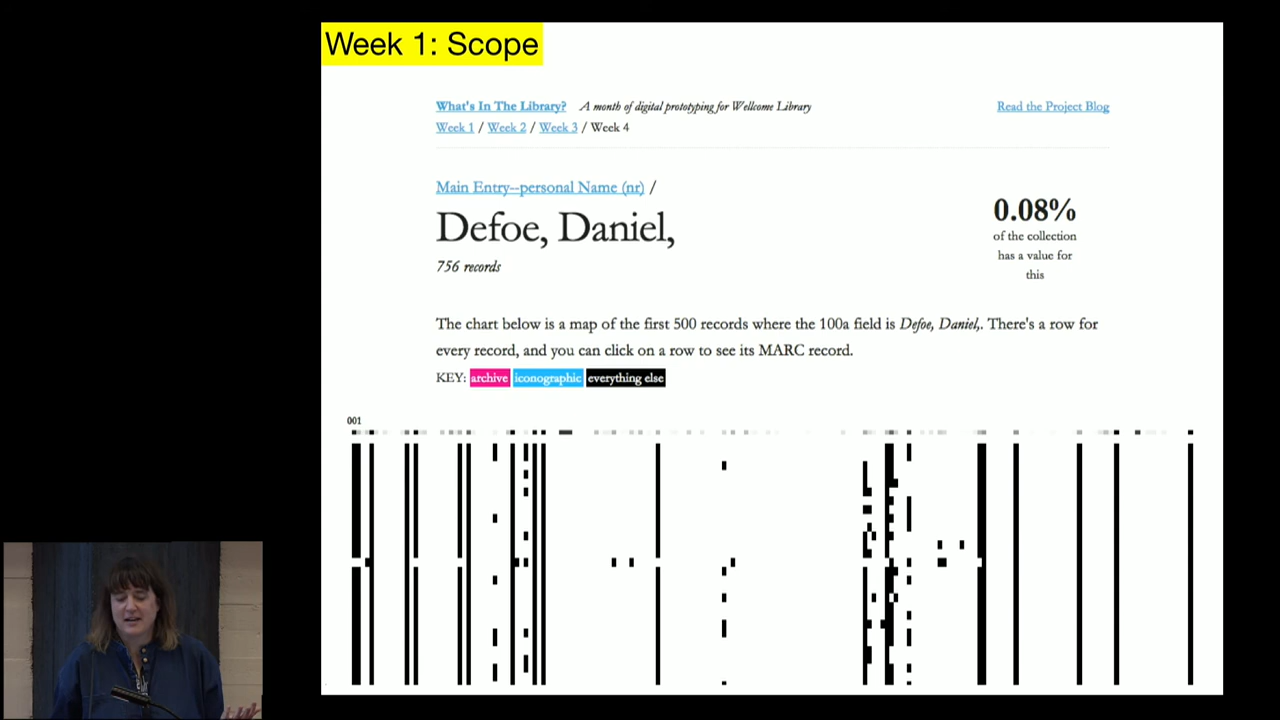 Week 1: Scope
What's In The Library? A month of digital prototyping for Wellcome Library
Read the Project Blog
Week 1 / Week 2 / Week 3 / Week 4
Main Entry--personal Name (nr) /
Defoe, Daniel,
756 records
0.08%
of the collection
has a value for
this
The chart below is a map of the first 500 records where the 100a field is Defoe, Daniel,. There's a row for
every record, and you can click on a row to see its MARC record.
KEY: archive iconographic everything else
001